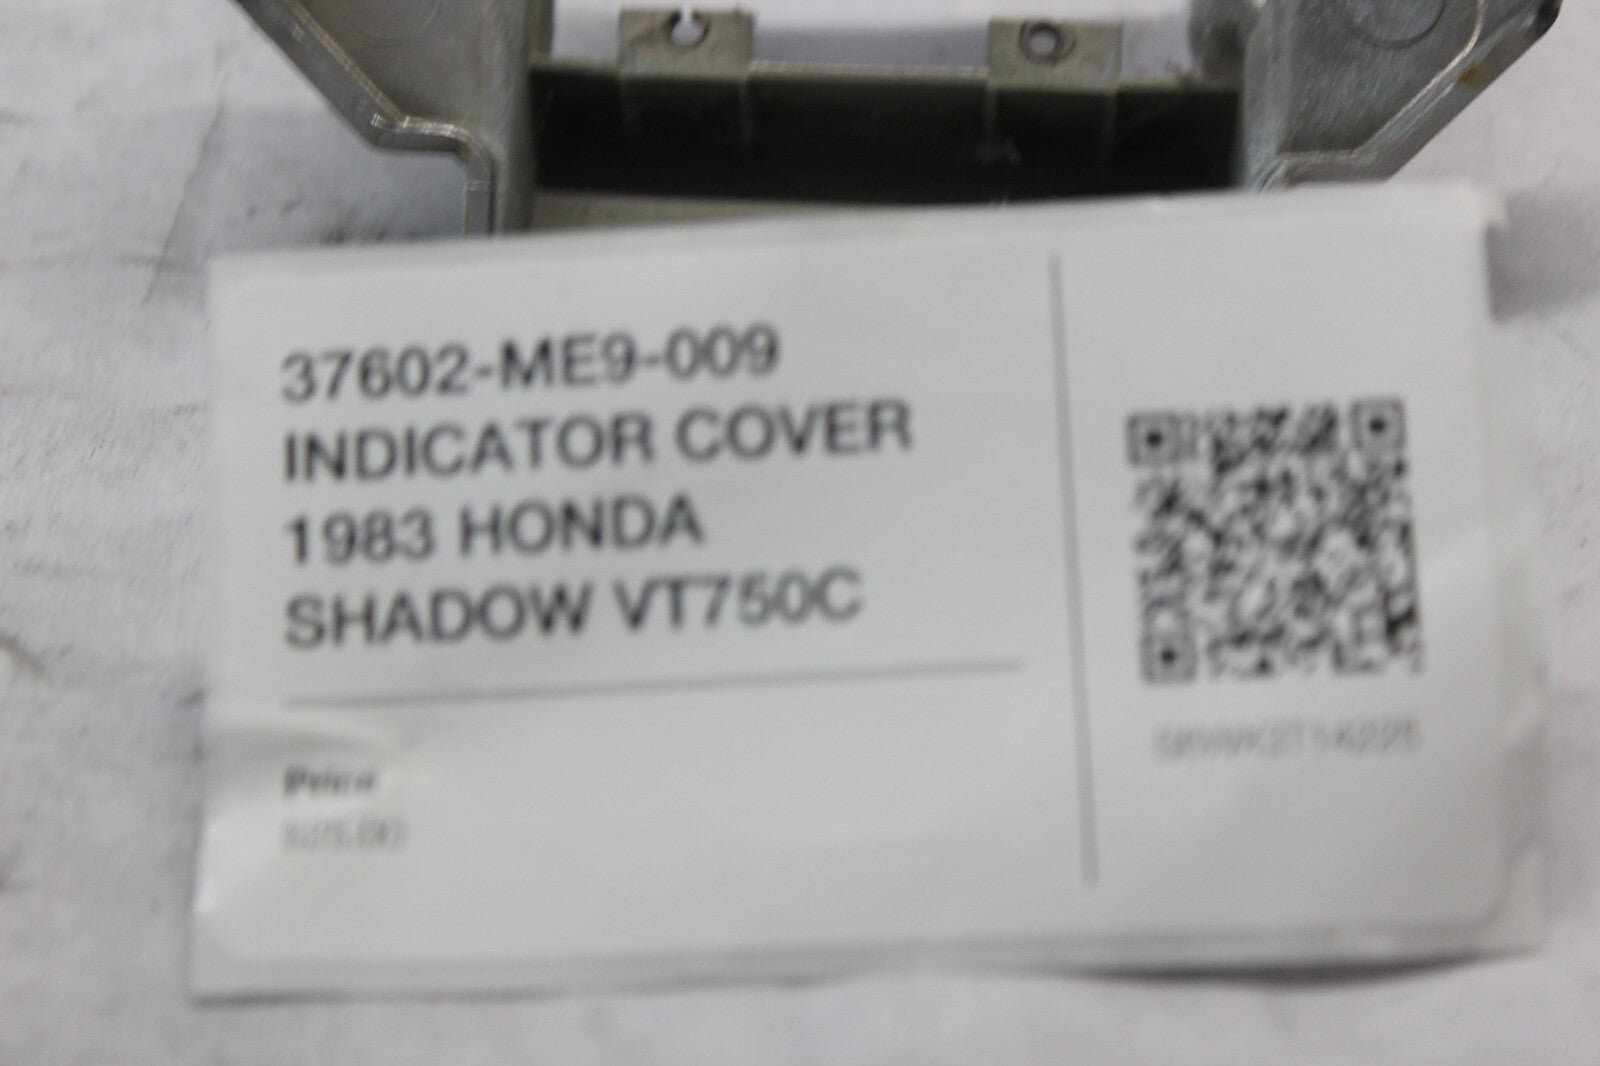 37602-ME9-009
INDICATOR COVER
1983 HONDA
SHADOW VT750C
Price